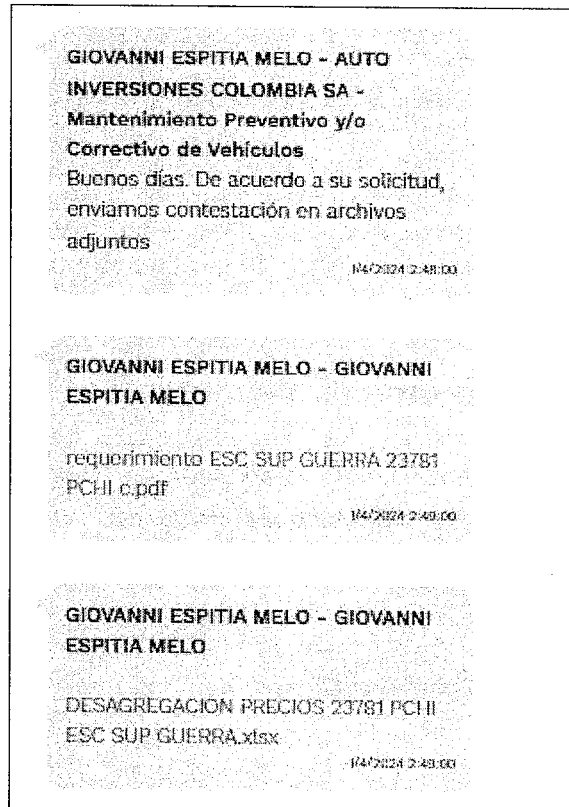 GIOVANNI ESPITIA MELO - AUTO
INVERSIONES COLOMBIA SA -
Mantenimiento Preventivo y/o
Correctivo de Vehículos
Buenos días. De acuerdo a su solicitud,
enviamos contestación en archivos
adjuntos
1/4/2024 2:48:00
GIOVANNI ESPITIA MELO - GIOVANNI
ESPITIA MELO
requerimiento ESC SUP GUERRA 23781
PCHI c.pdf
1/4/2024 2:49:00
GIOVANNI ESPITIA MELO - GIOVANNI
ESPITIA MELO
DESAGREGACION PRECIOS 23781 PCHI
ESC SUP GUERRA.xlsx
1/4/2024 2:49:00